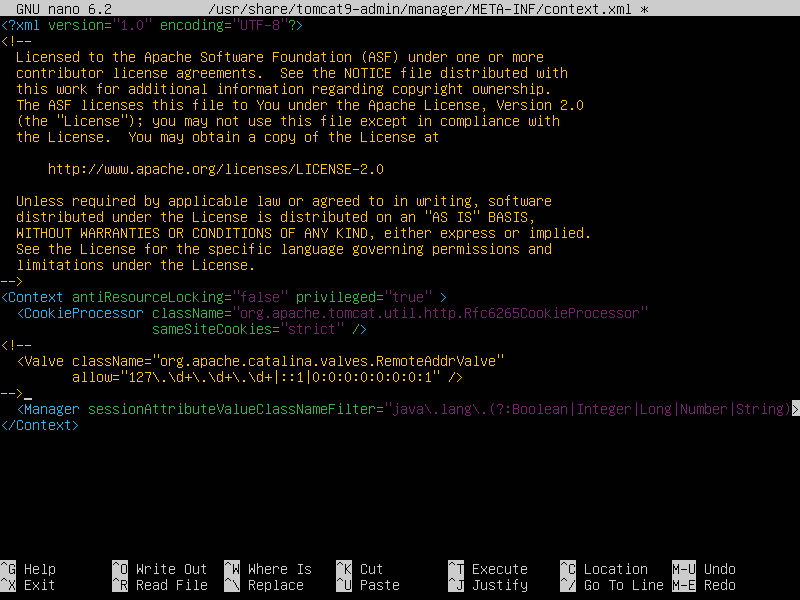 GNU nano 6.2 /usr/share/tomcat9-admin/manager/META-INF/context.xml *
<?xml version="1.0" encoding="UTF-8"?>
<!--
Licensed to the Apache Software Foundation (ASF) under one or more
contributor license agreements.  See the NOTICE file distributed with
this work for additional information regarding copyright ownership.
The ASF licenses this file to You under the Apache License, Version 2.0
(the "License"); you may not use this file except in compliance with
the License.  You may obtain a copy of the License at
http://www.apache.org/licenses/LICENSE-2.0
Unless required by applicable law or agreed to in writing, software
distributed under the License is distributed on an "AS IS" BASIS,
WITHOUT WARRANTIES OR CONDITIONS OF ANY KIND, either express or implied.
See the License for the specific language governing permissions and
limitations under the License.
-->
<Context antiResourceLocking="false" privileged="true" >
<CookieProcessor className="org.apache.tomcat.util.http.Rfc6265CookieProcessor"
sameSiteCookies="strict" />
<!--
<Valve className="org.apache.catalina.valves.RemoteAddrValve"
allow="127\.\d+\.\d+\.\d+|::1|0:0:0:0:0:0:0:1" />
-->
<Manager sessionAttributeValueClassNameFilter="java\.lang\.(?:Boolean|Integer|Long|Number|String)>
</Context>
^G Help ^O Write Out ^W Where Is ^K Cut ^T Execute ^C Location M-U Undo
^X Exit ^R Read File ^\ Replace ^U Paste ^J Justify ^/ Go To Line M-E Redo